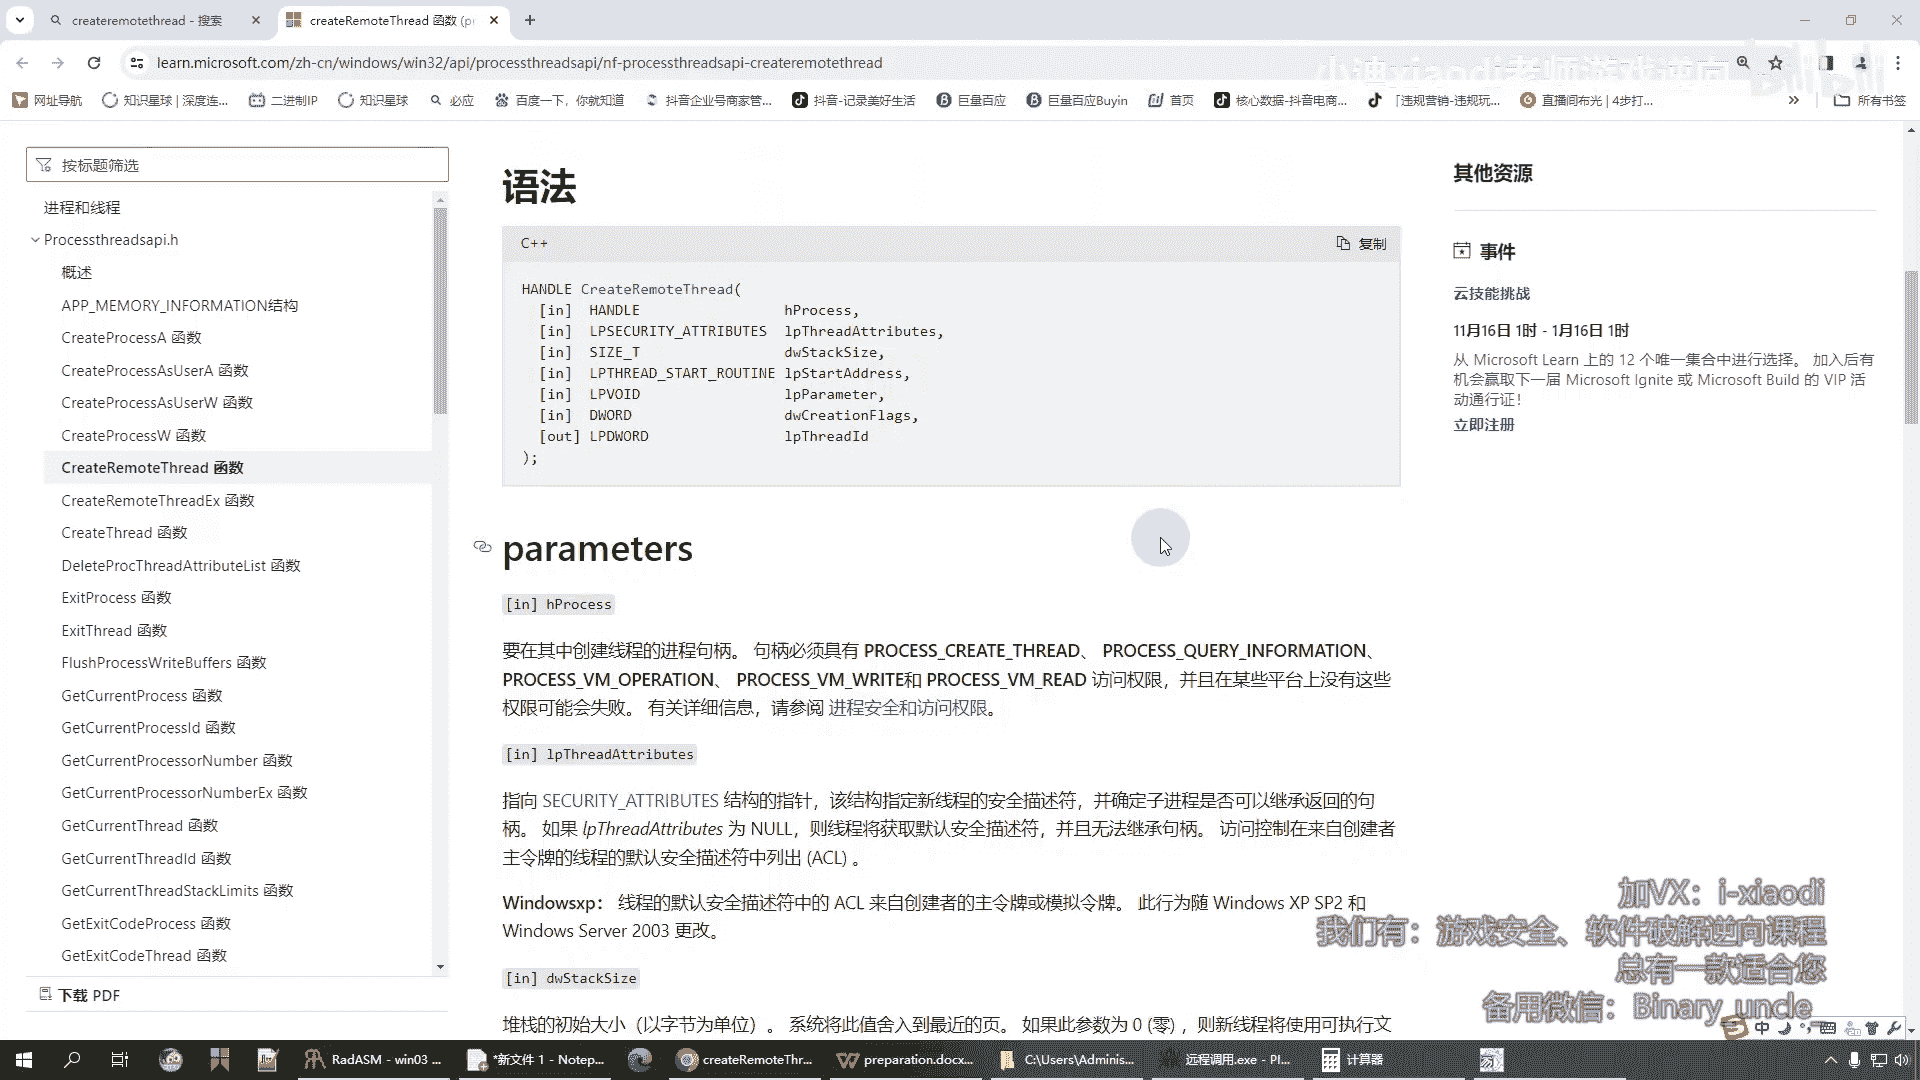 createremotethread - 搜索
createRemoteThread 函数 (p
learn.microsoft.com/zh-cn/windows/win32/api/processthreadsapi/nf-processthreadsapi-createremotethread
小迪xiaodi老师游戏逆向
bilibili
网址导航
知识星球 | 深度连...
二进制IP
知识星球
必应
百度一下，你就知道
抖音企业号商家管...
抖音-记录美好生活
巨量百应
巨量百应Buyin
首页
核心数据-抖音电商...
「违规营销-违规玩...
直播间布光 | 4步打...
所有书签
按标题筛选
进程和线程
Processthreadsapi.h
概述
APP_MEMORY_INFORMATION结构
CreateProcessA 函数
CreateProcessAsUserA 函数
CreateProcessAsUserW 函数
CreateProcessW 函数
CreateRemoteThread 函数
CreateRemoteThreadEx 函数
CreateThread 函数
DeleteProcThreadAttributeList 函数
ExitProcess 函数
ExitThread 函数
FlushProcessWriteBuffers 函数
GetCurrentProcess 函数
GetCurrentProcessId 函数
GetCurrentProcessorNumber 函数
GetCurrentProcessorNumberEx 函数
GetCurrentThread 函数
GetCurrentThreadId 函数
GetCurrentThreadStackLimits 函数
GetExitCodeProcess 函数
GetExitCodeThread 函数
下载 PDF
语法
C++
复制
HANDLE CreateRemoteThread(
[in] HANDLE hProcess,
[in] LPSECURITY_ATTRIBUTES lpThreadAttributes,
[in] SIZE_T dwStackSize,
[in] LPTHREAD_START_ROUTINE lpStartAddress,
[in] LPVOID lpParameter,
[in] DWORD dwCreationFlags,
[out] LPDWORD lpThreadId
);
parameters
[in] hProcess
要在其中创建线程的进程句柄。 句柄必须具有 PROCESS_CREATE_THREAD、 PROCESS_QUERY_INFORMATION、
PROCESS_VM_OPERATION、 PROCESS_VM_WRITE和 PROCESS_VM_READ 访问权限，并且在某些平台上没有这些
权限可能会失败。 有关详细信息，请参阅 进程安全和访问权限。
[in] lpThreadAttributes
指向 SECURITY_ATTRIBUTES 结构的指针，该结构指定新线程的安全描述符，并确定子进程是否可以继承返回的句
柄。 如果 lpThreadAttributes 为 NULL，则线程将获取默认安全描述符，并且无法继承句柄。 访问控制在来自创建者
主令牌的线程的默认安全描述符中列出 (ACL) 。
Windowsxp： 线程的默认安全描述符中的 ACL 来自创建者的主令牌或模拟令牌。 此行为随 Windows XP SP2 和
Windows Server 2003 更改。
[in] dwStackSize
堆栈的初始大小（以字节为单位）。 系统将此值舍入到最近的页。 如果此参数为 0 (零) ，则新线程将使用可执行文
其他资源
事件
云技能挑战
11月16日 1时 - 1月16日 1时
从 Microsoft Learn 上的 12 个唯一集合中进行选择。 加入后有
机会赢取下一届 Microsoft Ignite 或 Microsoft Build 的 VIP 活
动通行证！
立即注册
加VX：i-xiaodi
我们有：游戏安全、软件破解逆向课程
总有一款适合您
备用微信：Binary_uncle
中
RadASM - win03 ...
*新文件 1 - Notep...
createRemoteThr...
preparation.docx...
C:\Users\Adminis...
远程调用.exe - PI...
计算器